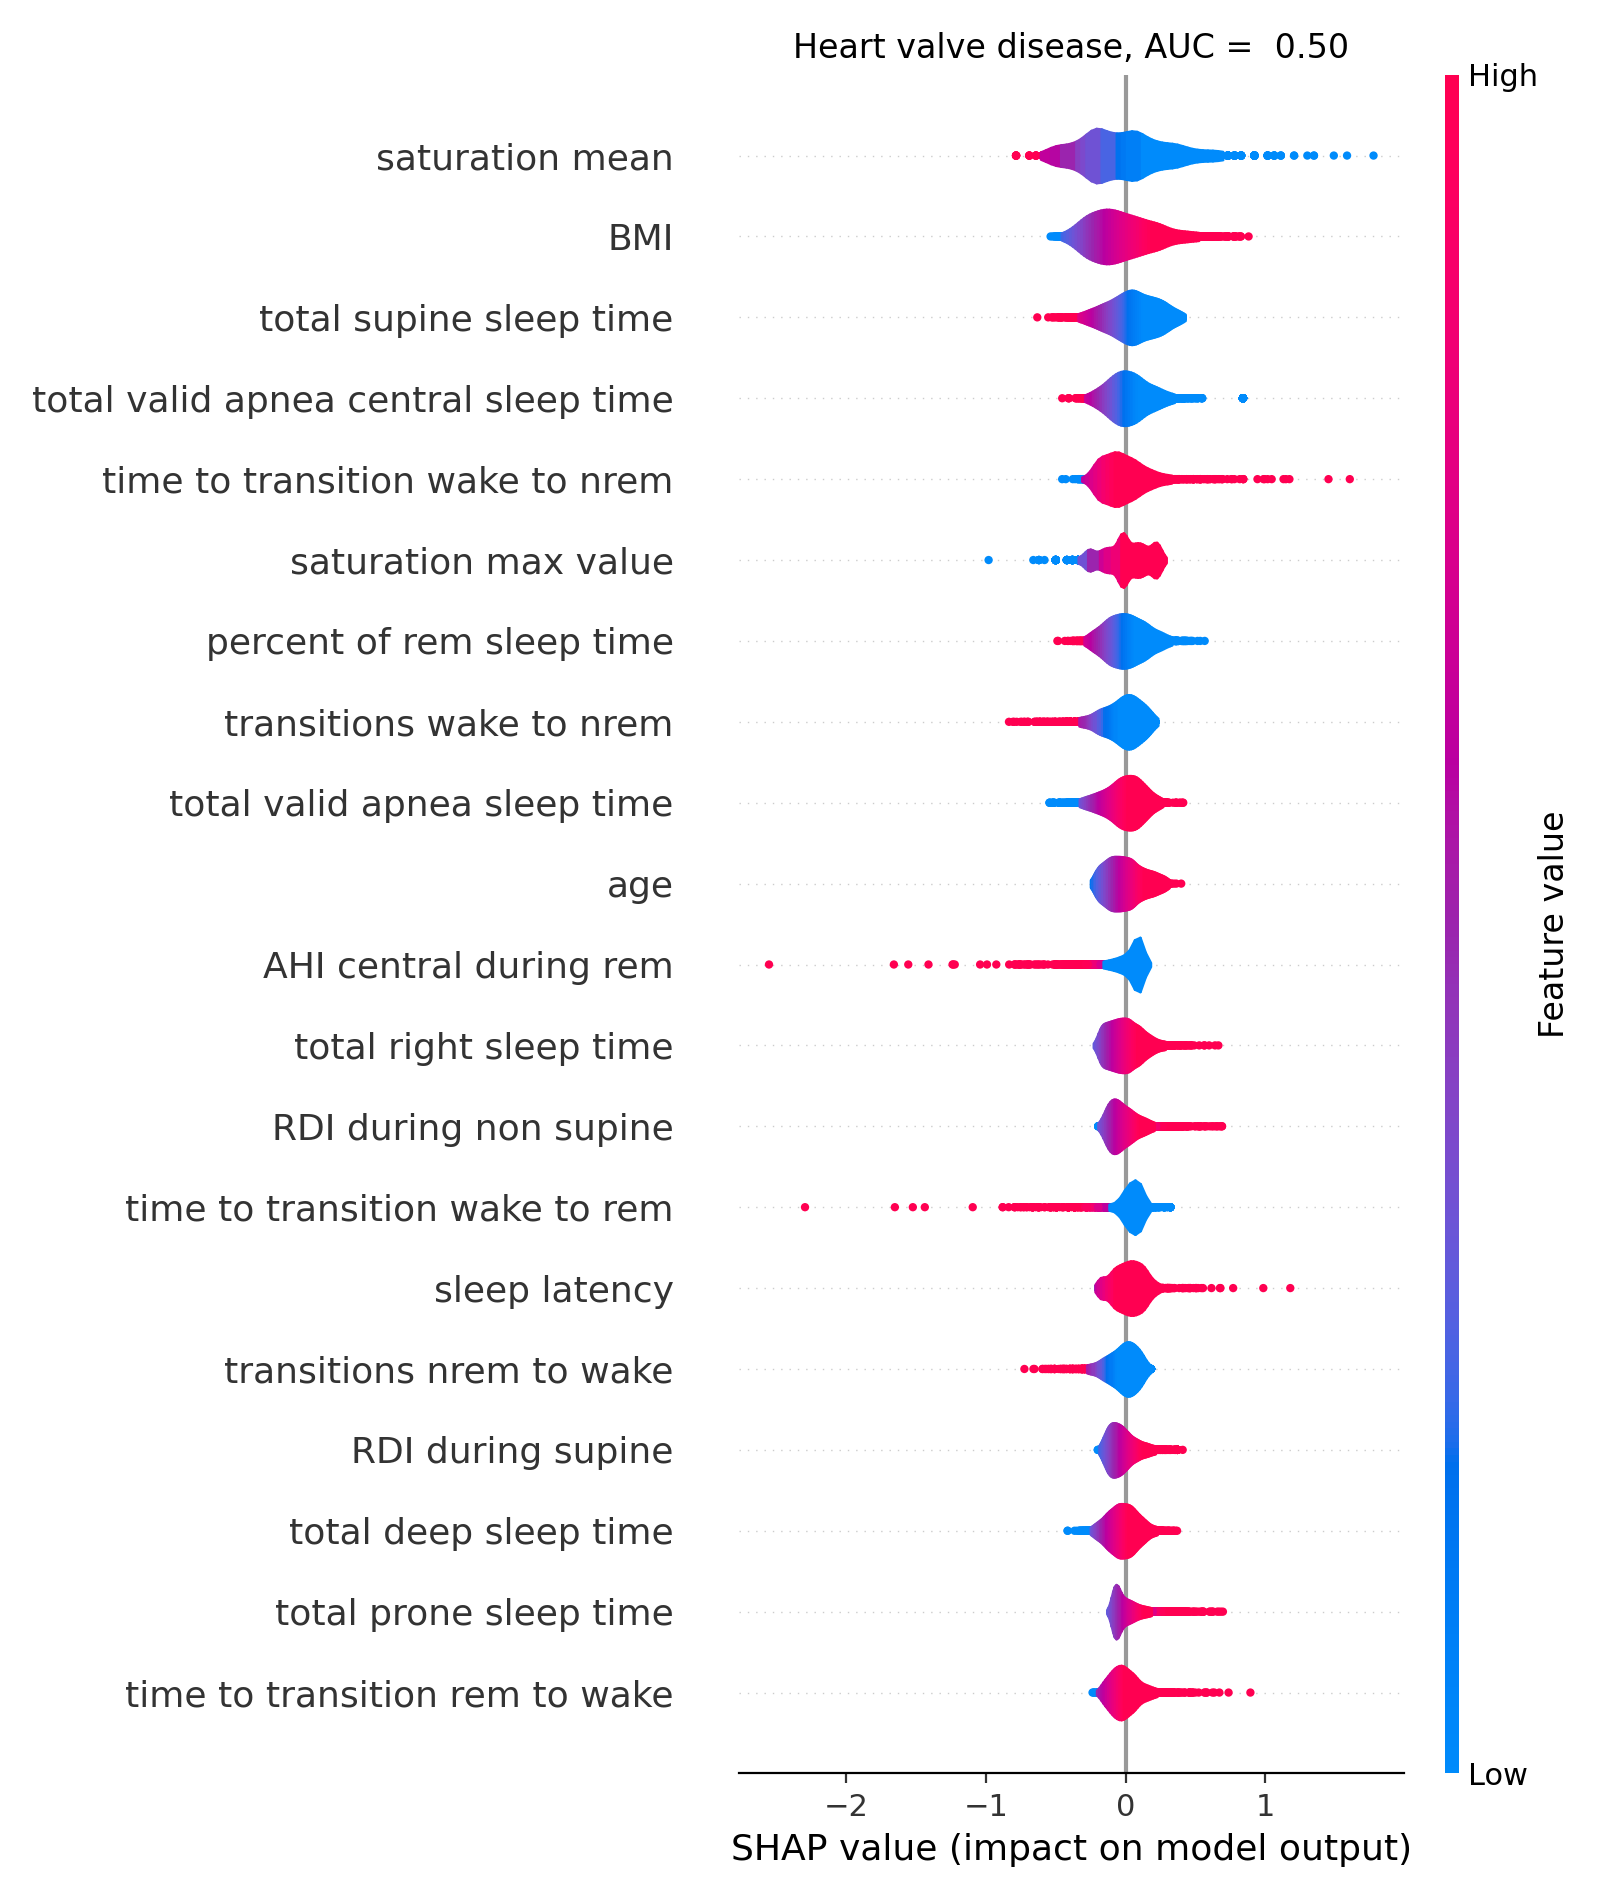 Heart valve disease, AUC =  0.50
High
saturation mean
BMI
total supine sleep time
total valid apnea central sleep time
time to transition wake to nrem
saturation max value
percent of rem sleep time
transitions wake to nrem
total valid apnea sleep time
age
AHI central during rem
total right sleep time
RDI during non supine
time to transition wake to rem
sleep latency
transitions nrem to wake
RDI during supine
total deep sleep time
total prone sleep time
time to transition rem to wake
Feature value
Low
−2 −1 0 1
SHAP value (impact on model output)